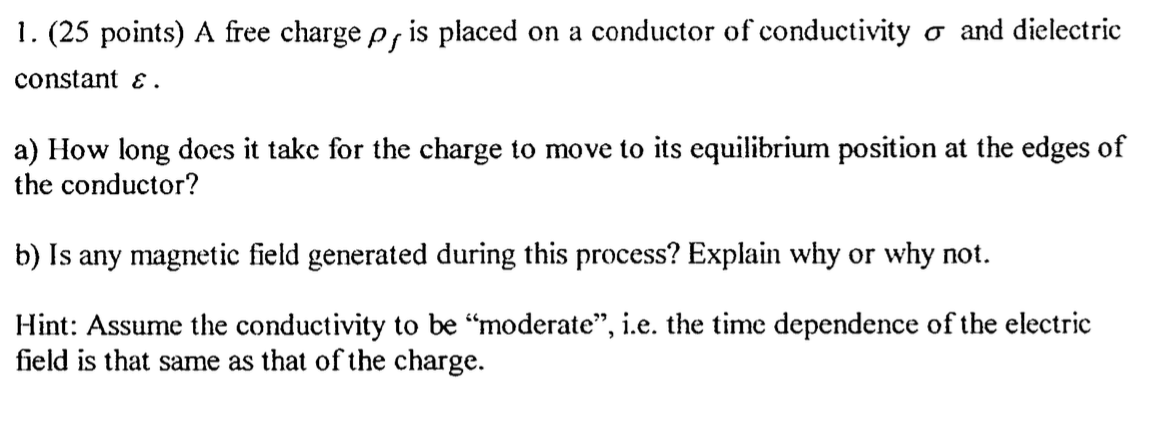 1. (25 points) A free charge ρ_f is placed on a conductor of conductivity σ and dielectric
constant ε .
a) How long does it take for the charge to move to its equilibrium position at the edges of
the conductor?
b) Is any magnetic field generated during this process? Explain why or why not.
Hint: Assume the conductivity to be “moderate”, i.e. the time dependence of the electric
field is that same as that of the charge.